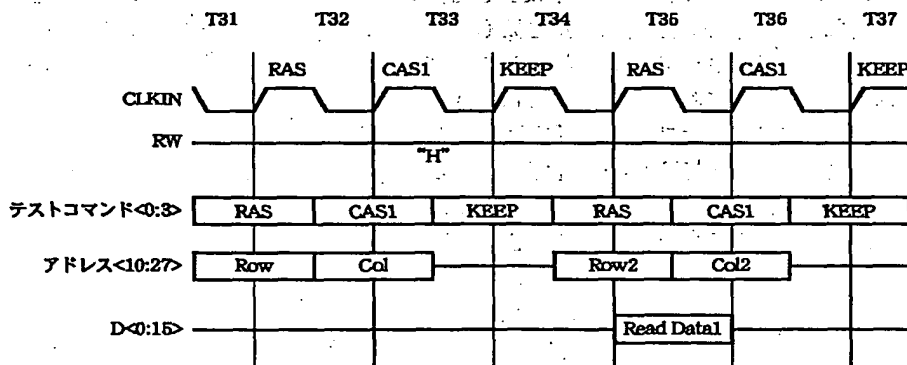 T31 T32 T33 T34 T35 T36 T37
RAS CAS1 KEEP RAS CAS1 KEEP
CLKIN
RW
"H"
テストコマンド<0:3> RAS CAS1 KEEP RAS CAS1 KEEP
アドレス<10:27> Row Col Row2 Col2
D<0:15> Read Data1